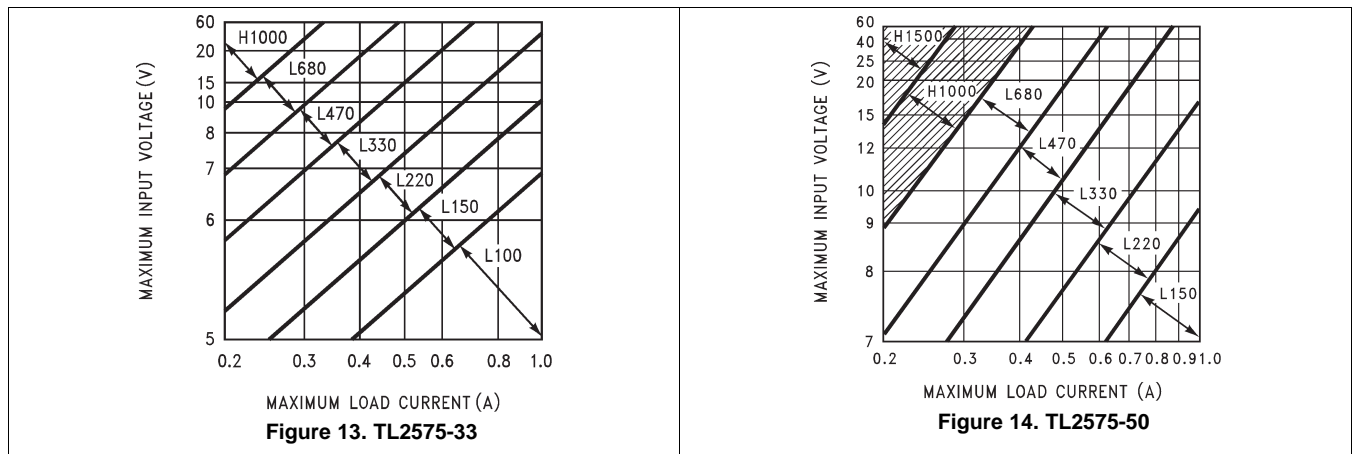 MAXIMUM INPUT VOLTAGE (V)
60
20
15
10
8
7
6
5
H1000
L680
L470
L330
L220
L150
L100
0.2 0.3 0.4 0.5 0.6 1.0
MAXIMUM LOAD CURRENT (A)
Figure 13. TL2575-33
MAXIMUM INPUT VOLTAGE (V)
60
40
25
20
15
12
10
9
8
7
H1500
H1000
L680
L470
L330
L220
L150
0.2 0.3 0.4 0.5 0.6 0.7 0.8 0.9 1.0
MAXIMUM LOAD CURRENT (A)
Figure 14. TL2575-50